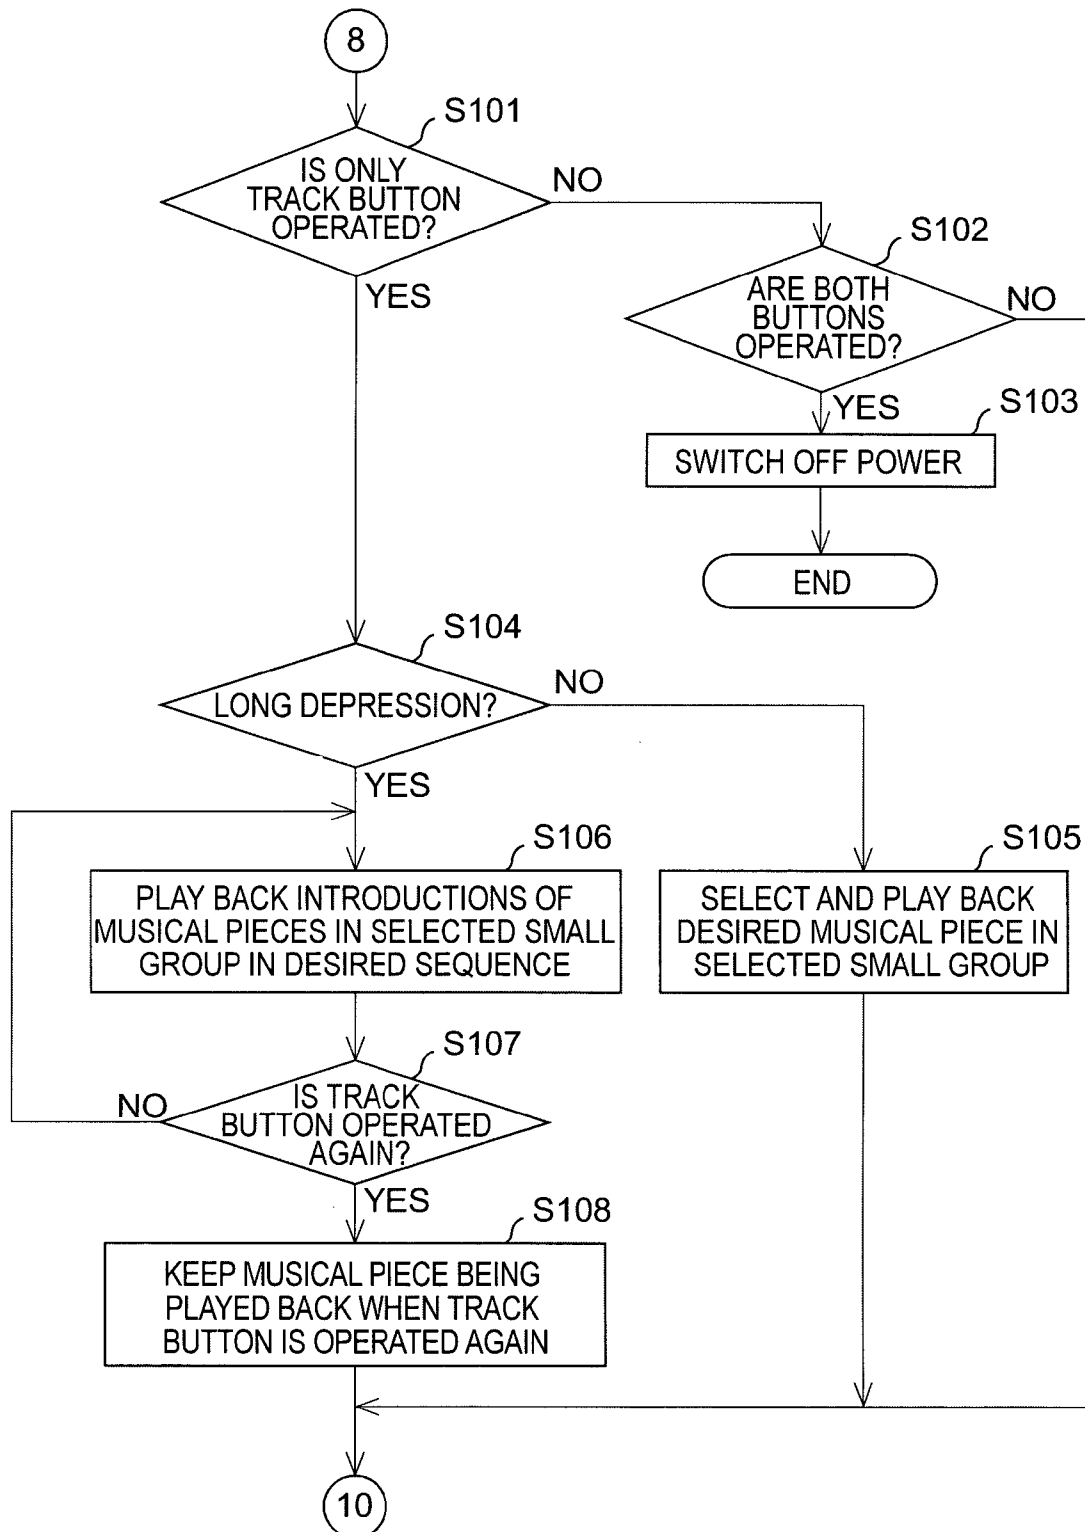 8
S101
IS ONLY
TRACK BUTTON
OPERATED?
NO
YES
S102
ARE BOTH
BUTTONS
OPERATED?
NO
YES
S103
SWITCH OFF POWER
END
S104
LONG DEPRESSION?
NO
YES
S106
PLAY BACK INTRODUCTIONS OF
MUSICAL PIECES IN SELECTED SMALL
GROUP IN DESIRED SEQUENCE
S105
SELECT AND PLAY BACK
DESIRED MUSICAL PIECE IN
SELECTED SMALL GROUP
S107
IS TRACK
BUTTON OPERATED
AGAIN?
NO
YES
S108
KEEP MUSICAL PIECE BEING
PLAYED BACK WHEN TRACK
BUTTON IS OPERATED AGAIN
10